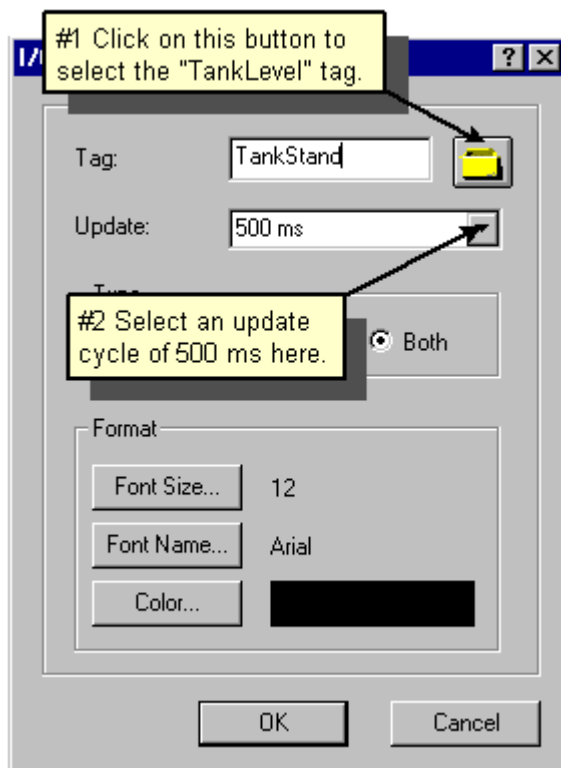 #1 Click on this button to
select the "TankLevel" tag.
I/
Tag:
TankStand
Update:
500 ms
#2 Select an update
cycle of 500 ms here.
Both
Format
Font Size...
12
Font Name...
Arial
Color...
OK
Cancel